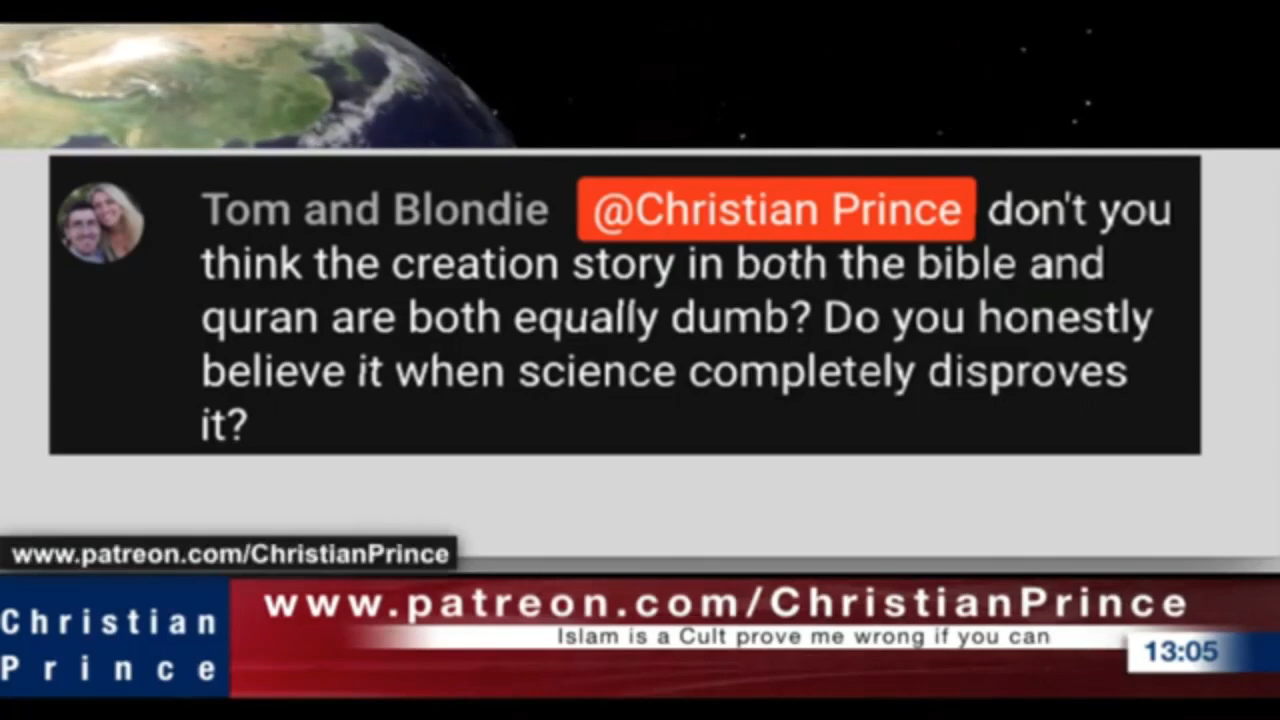 Tom and Blondie @Christian Prince don't you
think the creation story in both the bible and
quran are both equally dumb? Do you honestly
believe it when science completely disproves
it?
www.patreon.com/ChristianPrince
www.patreon.com/ChristianPrince
Christian
Prince
Islam is a Cult prove me wrong if you can
13:05